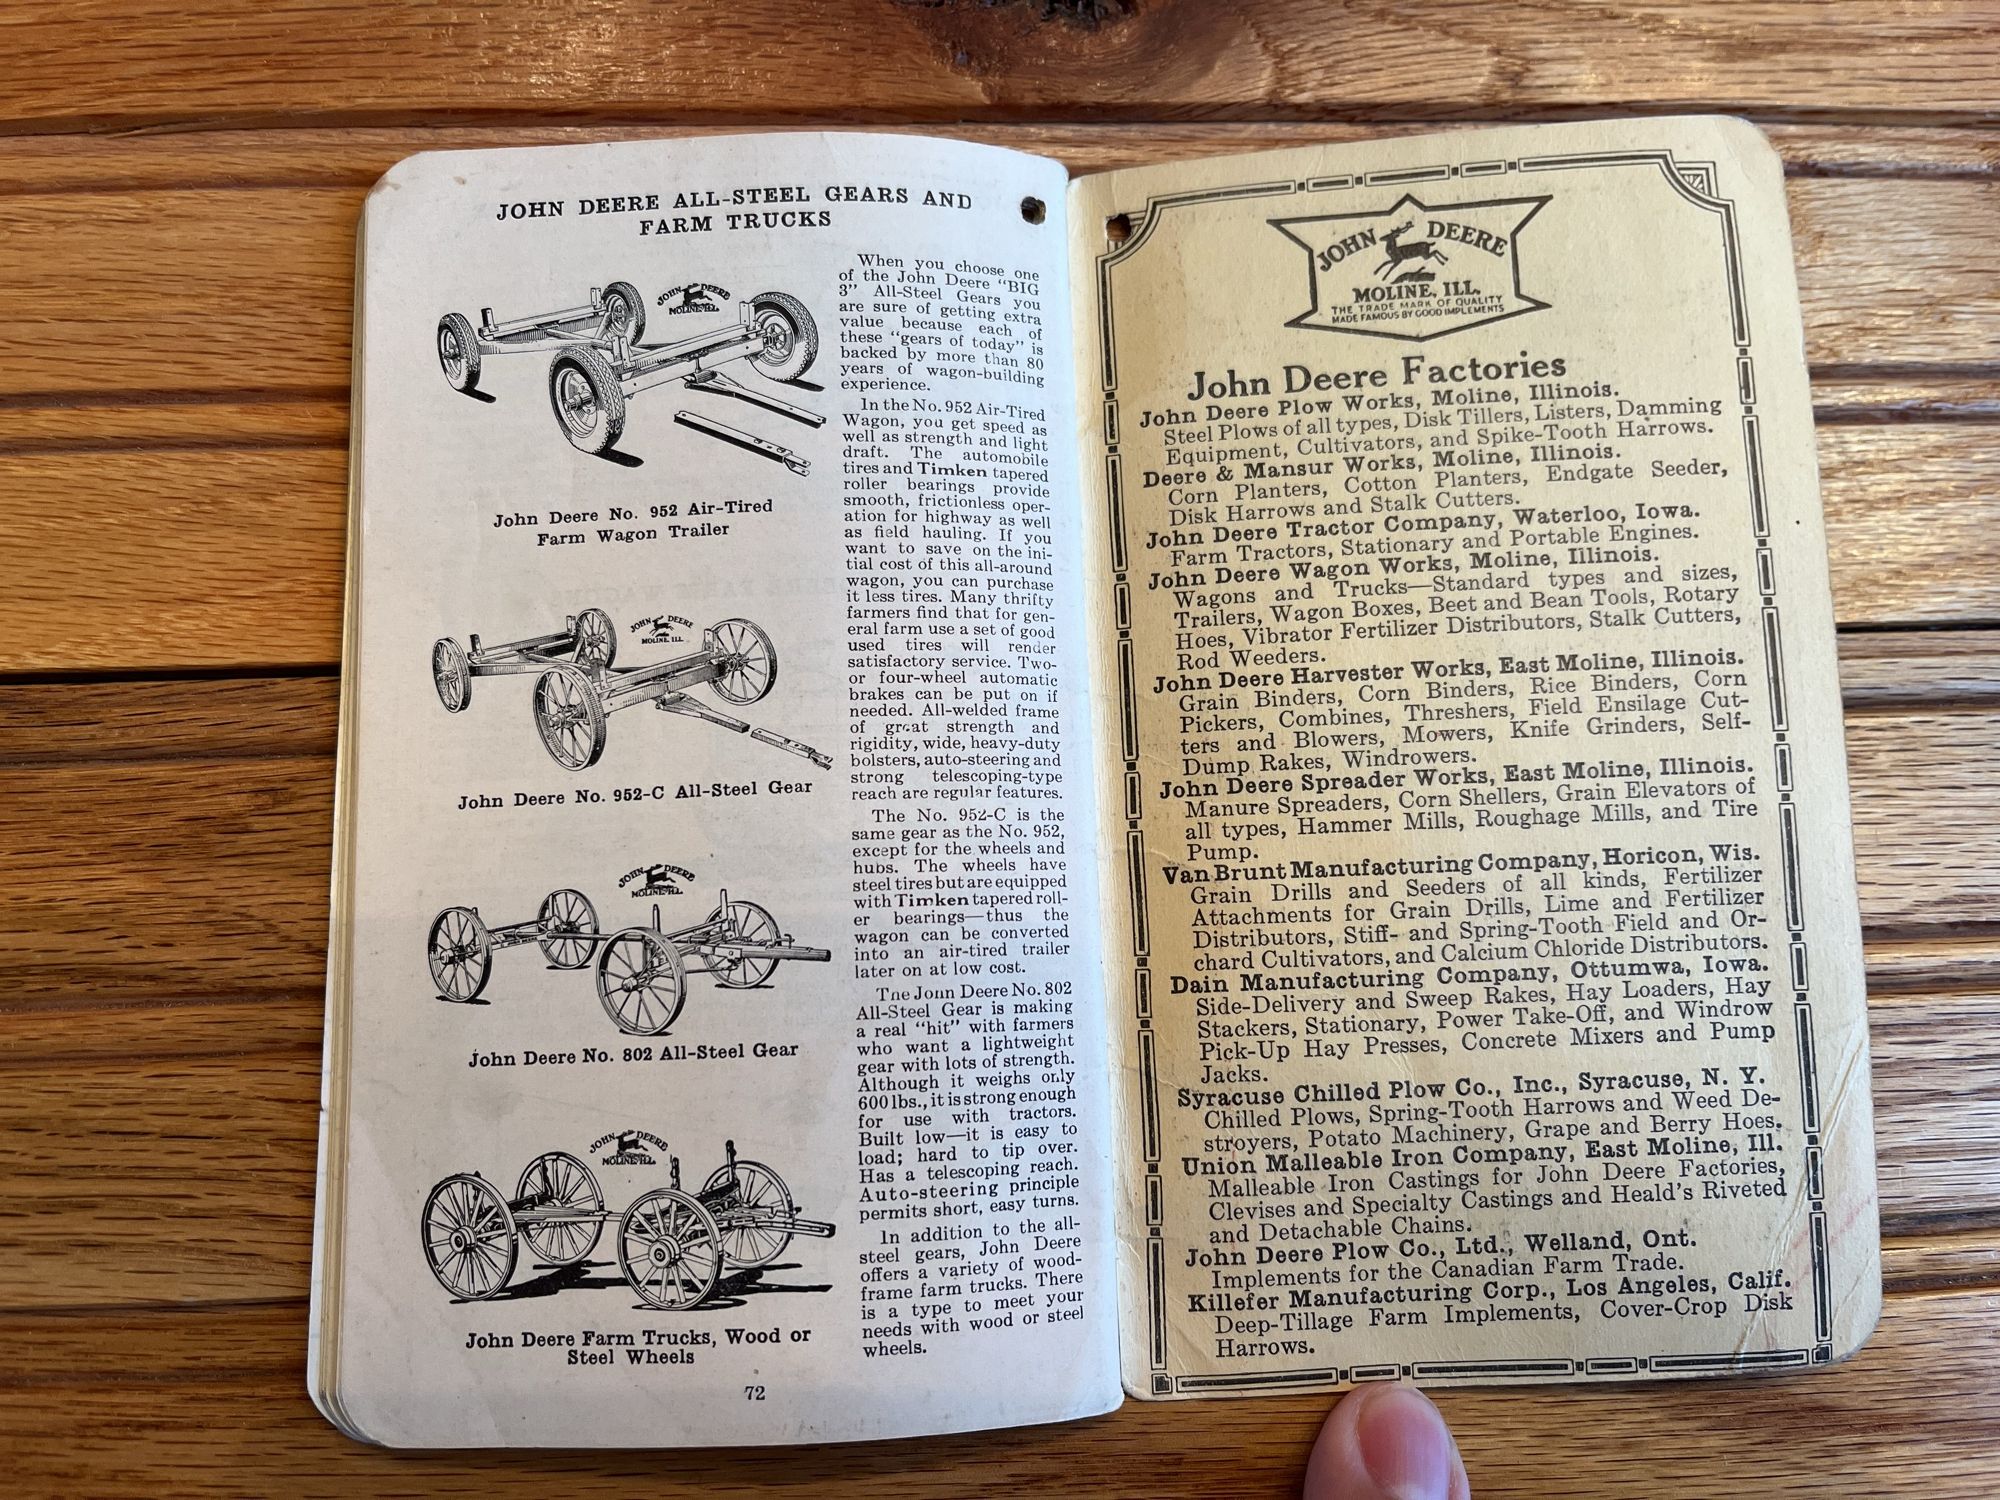 JOHN DEERE ALL-STEEL GEARS AND
FARM TRUCKS
JOHN DEERE
MOLINE, ILL.
John Deere No. 952 Air-Tired
Farm Wagon Trailer
JOHN DEERE
MOLINE, ILL.
John Deere No. 952-C All-Steel Gear
JOHN DEERE
MOLINE, ILL.
John Deere No. 802 All-Steel Gear
JOHN DEERE
MOLINE, ILL.
John Deere Farm Trucks, Wood or
Steel Wheels
When you choose one
of the John Deere "BIG
3" All-Steel Gears you
are sure of getting extra
value because each of
these "gears of today" is
backed by more than 80
years of wagon-building
experience.
In the No. 952 Air-Tired
Wagon, you get speed as
well as strength and light
draft. The automobile
tires and Timken tapered
roller bearings provide
smooth, frictionless oper-
ation for highway as well
as field hauling. If you
want to save on the ini-
tial cost of this all-around
wagon, you can purchase
it less tires. Many thrifty
farmers find that for gen-
eral farm use a set of good
used tires will render
satisfactory service. Two-
or four-wheel automatic
brakes can be put on if
needed. All-welded frame
of great strength and
rigidity, wide, heavy-duty
bolsters, auto-steering and
strong telescoping-type
reach are regular features.
The No. 952-C is the
same gear as the No. 952,
except for the wheels and
hubs. The wheels have
steel tires but are equipped
with Timken tapered roll-
er bearings—thus the
wagon can be converted
into an air-tired trailer
later on at low cost.
The John Deere No. 802
All-Steel Gear is making
a real "hit" with farmers
who want a lightweight
gear with lots of strength.
Although it weighs only
600 lbs., it is strong enough
for use with tractors.
Built low—it is easy to
load; hard to tip over.
Has a telescoping reach.
Auto-steering principle
permits short, easy turns.
In addition to the all-
steel gears, John Deere
offers a variety of wood-
frame farm trucks. There
is a type to meet your
needs with wood or steel
wheels.
72
JOHN DEERE
MOLINE, ILL.
THE TRADE MARK OF QUALITY
MADE FAMOUS BY GOOD IMPLEMENTS
John Deere Factories
John Deere Plow Works, Moline, Illinois.
Steel Plows of all types, Disk Tillers, Listers, Damming
Equipment, Cultivators, and Spike-Tooth Harrows.
Deere & Mansur Works, Moline, Illinois.
Corn Planters, Cotton Planters, Endgate Seeder,
Disk Harrows and Stalk Cutters.
John Deere Tractor Company, Waterloo, Iowa.
Farm Tractors, Stationary and Portable Engines.
John Deere Wagon Works, Moline, Illinois.
Wagons and Trucks—Standard types and sizes,
Trailers, Wagon Boxes, Beet and Bean Tools, Rotary
Hoes, Vibrator Fertilizer Distributors, Stalk Cutters,
Rod Weeders.
John Deere Harvester Works, East Moline, Illinois.
Grain Binders, Corn Binders, Rice Binders, Corn
Pickers, Combines, Threshers, Field Ensilage Cut-
ters and Blowers, Mowers, Knife Grinders, Self-
Dump Rakes, Windrowers.
John Deere Spreader Works, East Moline, Illinois.
Manure Spreaders, Corn Shellers, Grain Elevators of
all types, Hammer Mills, Roughage Mills, and Tire
Pump.
Van Brunt Manufacturing Company, Horicon, Wis.
Grain Drills and Seeders of all kinds, Fertilizer
Attachments for Grain Drills, Lime and Fertilizer
Distributors, Stiff- and Spring-Tooth Field and Or-
chard Cultivators, and Calcium Chloride Distributors.
Dain Manufacturing Company, Ottumwa, Iowa.
Side-Delivery and Sweep Rakes, Hay Loaders, Hay
Stackers, Stationary, Power Take-Off, and Windrow
Pick-Up Hay Presses, Concrete Mixers and Pump
Jacks.
Syracuse Chilled Plow Co., Inc., Syracuse, N. Y.
Chilled Plows, Spring-Tooth Harrows and Weed De-
stroyers, Potato Machinery, Grape and Berry Hoes.
Union Malleable Iron Company, East Moline, Ill.
Malleable Iron Castings for John Deere Factories,
Clevises and Specialty Castings and Heald's Riveted
and Detachable Chains.
John Deere Plow Co., Ltd., Welland, Ont.
Implements for the Canadian Farm Trade.
Killefer Manufacturing Corp., Los Angeles, Calif.
Deep-Tillage Farm Implements, Cover-Crop Disk
Harrows.